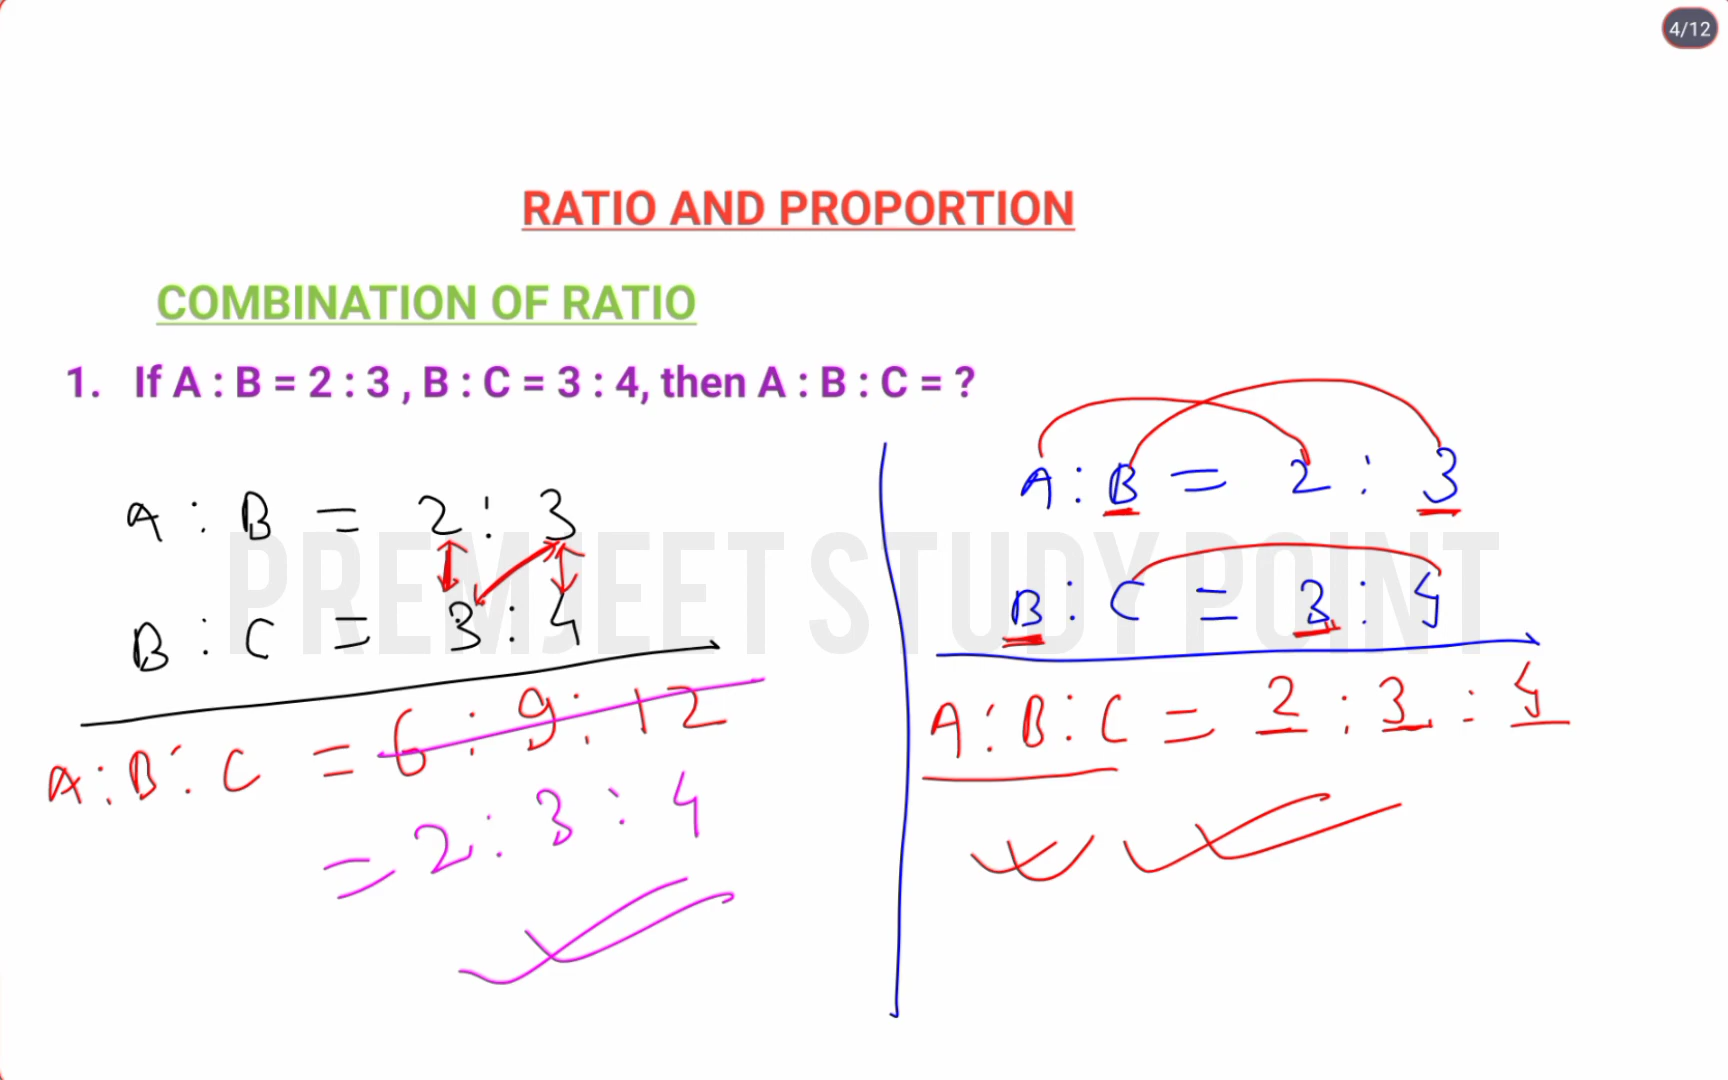 4/12
RATIO AND PROPORTION
COMBINATION OF RATIO
1. If A : B = 2 : 3 , B : C = 3 : 4, then A : B : C = ?
A : B = 2 : 3
B : C = 3 : 4
A : B : C = 6 : 9 : 12
= 2 : 3 : 4
A : B = 2 : 3
B : C = 3 : 4
A : B : C = 2 : 3 : 4
PREMJEET STUDY POINT